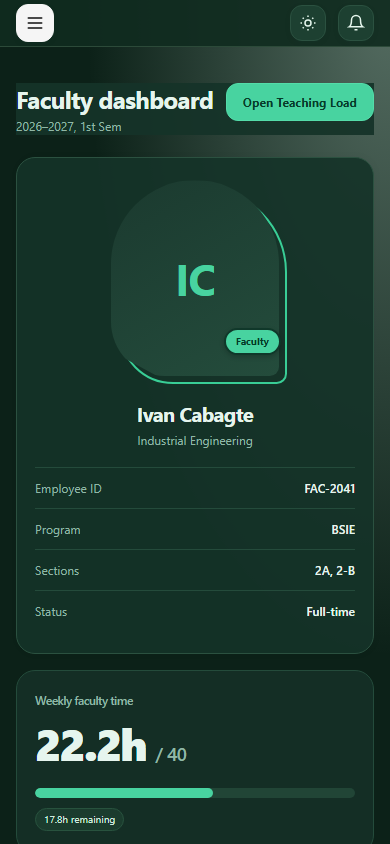 Faculty dashboard
Open Teaching Load
2026–2027, 1st Sem
IC
Faculty
Ivan Cabagte
Industrial Engineering
Employee ID FAC-2041
Program BSIE
Sections 2A, 2-B
Status Full-time
Weekly faculty time
22.2h / 40
17.8h remaining